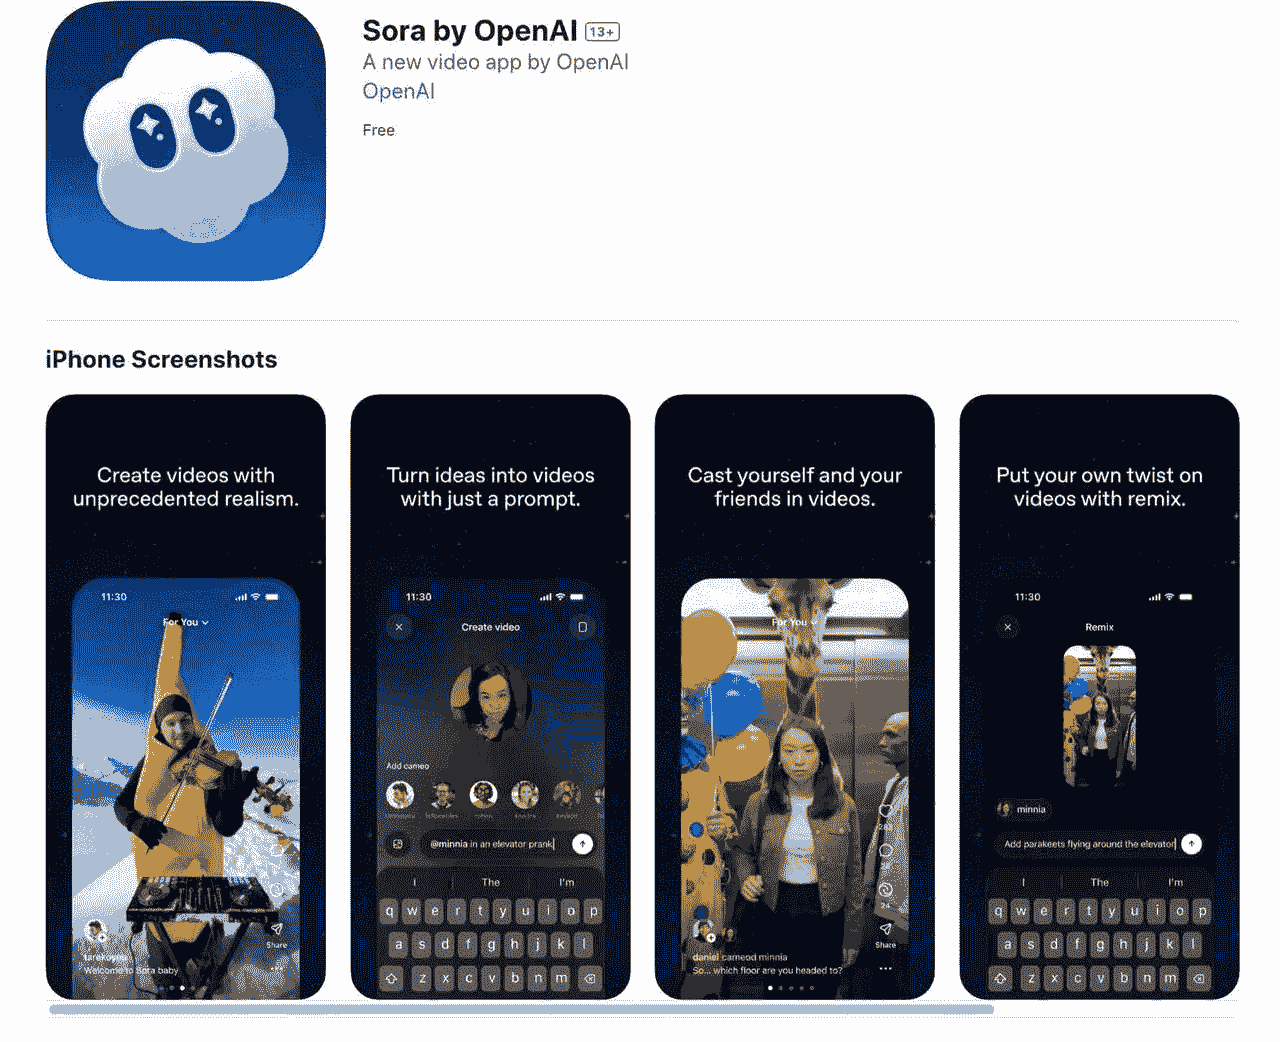 Sora by OpenAI 13+
A new video app by OpenAI
OpenAI
Free
iPhone Screenshots
Create videos with
unprecedented realism.
11:30
For You
Share
Welcome to Sora baby
Turn ideas into videos
with just a prompt.
11:30
Create video
Add cameo
@minnia in an elevator prank
I The I'm
q w e r t y u i o p
a s d f g h j k l
z x c v b n m
Cast yourself and your
friends in videos.
For You
24
Share
daniel cameod minnia
So... which floor are you headed to?
Put your own twist on
videos with remix.
11:30
Remix
minnia
Add parakeets flying around the elevator
I The I'm
q w e r t y u i o p
a s d f g h j k l
z x c v b n m